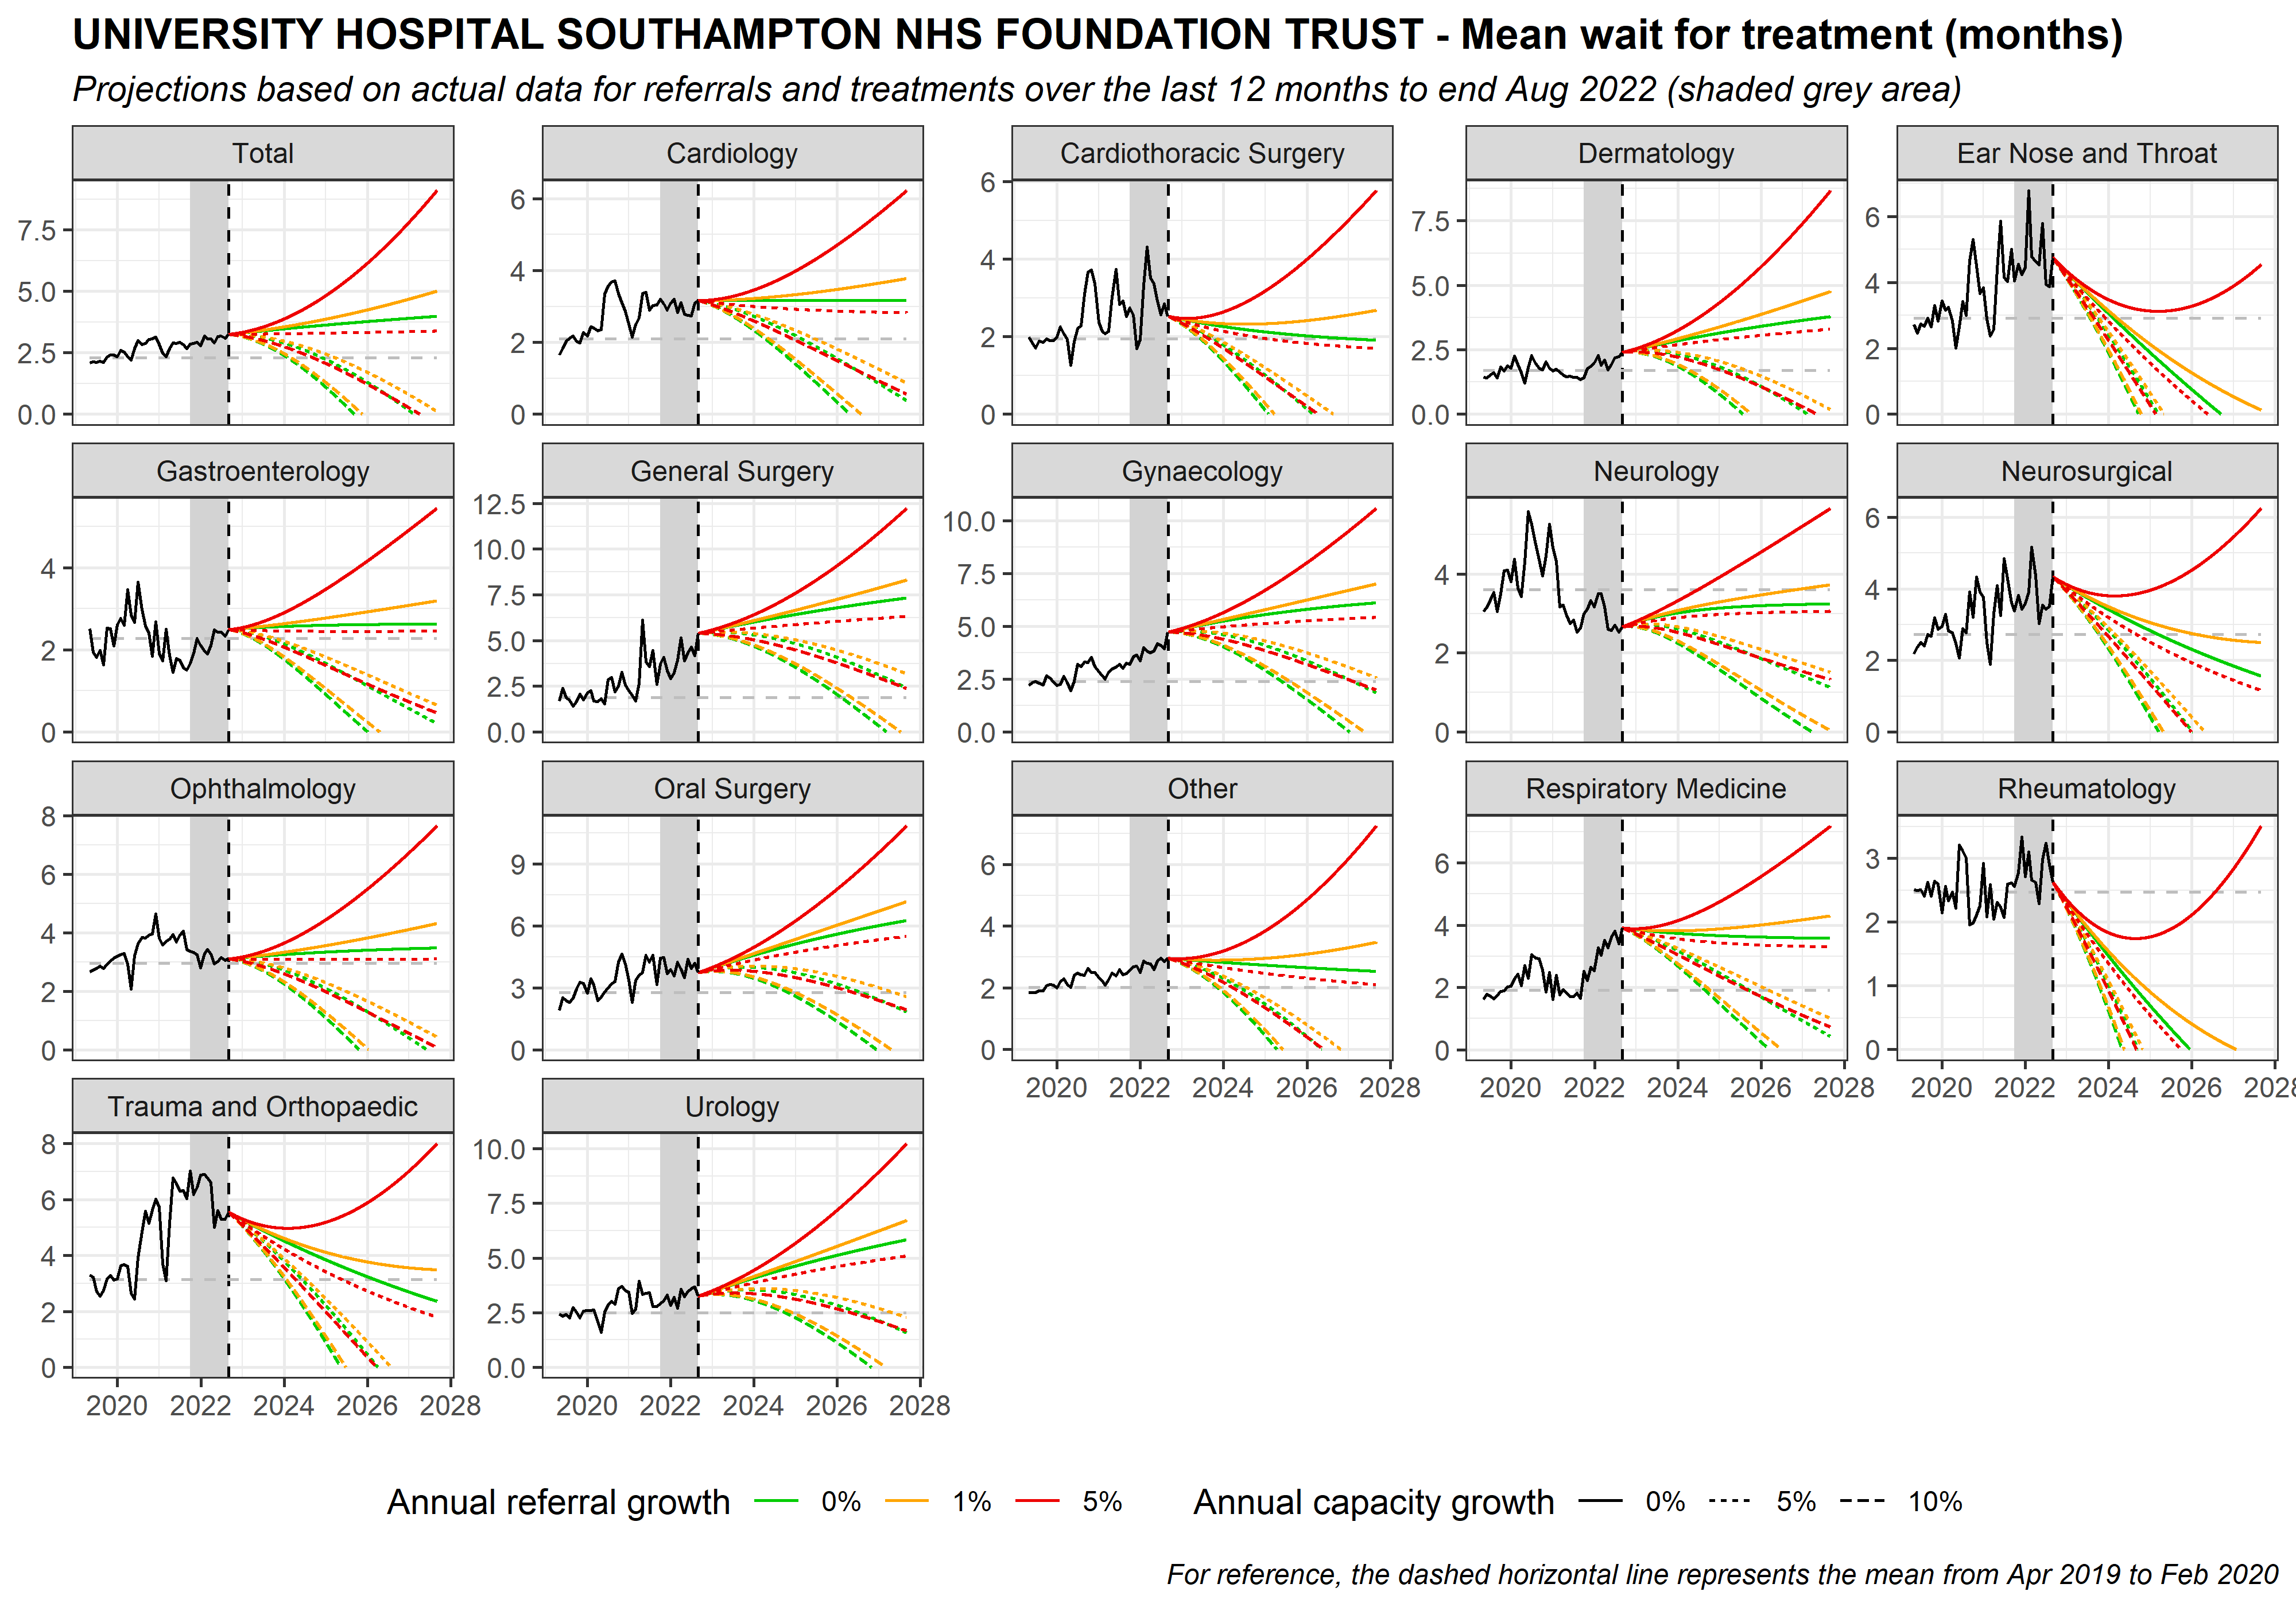 UNIVERSITY HOSPITAL SOUTHAMPTON NHS FOUNDATION TRUST - Mean wait for treatment (months)
Projections based on actual data for referrals and treatments over the last 12 months to end Aug 2022 (shaded grey area)
Total
Cardiology
Cardiothoracic Surgery
Dermatology
Ear Nose and Throat
7.5
5.0
2.5
0.0
6
4
2
0
6
4
2
0
7.5
5.0
2.5
0.0
6
4
2
0
Gastroenterology
General Surgery
Gynaecology
Neurology
Neurosurgical
4
2
0
12.5
10.0
7.5
5.0
2.5
0.0
10.0
7.5
5.0
2.5
0.0
4
2
0
6
4
2
0
Ophthalmology
Oral Surgery
Other
Respiratory Medicine
Rheumatology
8
6
4
2
0
9
6
3
0
6
4
2
0
6
4
2
0
3
2
1
0
2020 2022 2024 2026 2028
2020 2022 2024 2026 2028
2020 2022 2024 2026 2028
Trauma and Orthopaedic
Urology
8
6
4
2
0
10.0
7.5
5.0
2.5
0.0
2020 2022 2024 2026 2028
2020 2022 2024 2026 2028
Annual referral growth 0% 1% 5% Annual capacity growth 0% 5% 10%
For reference, the dashed horizontal line represents the mean from Apr 2019 to Feb 2020